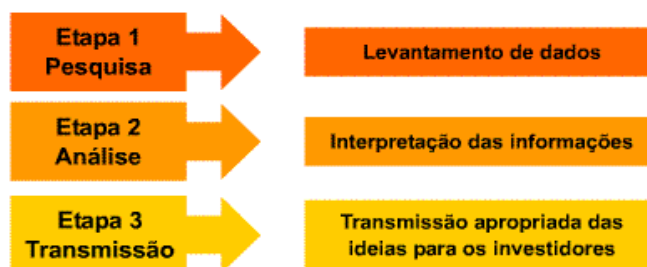 Etapa 1
Pesquisa
Levantamento de dados
Etapa 2
Análise
Interpretação das informações
Etapa 3
Transmissão
Transmissão apropriada das
ideias para os investidores